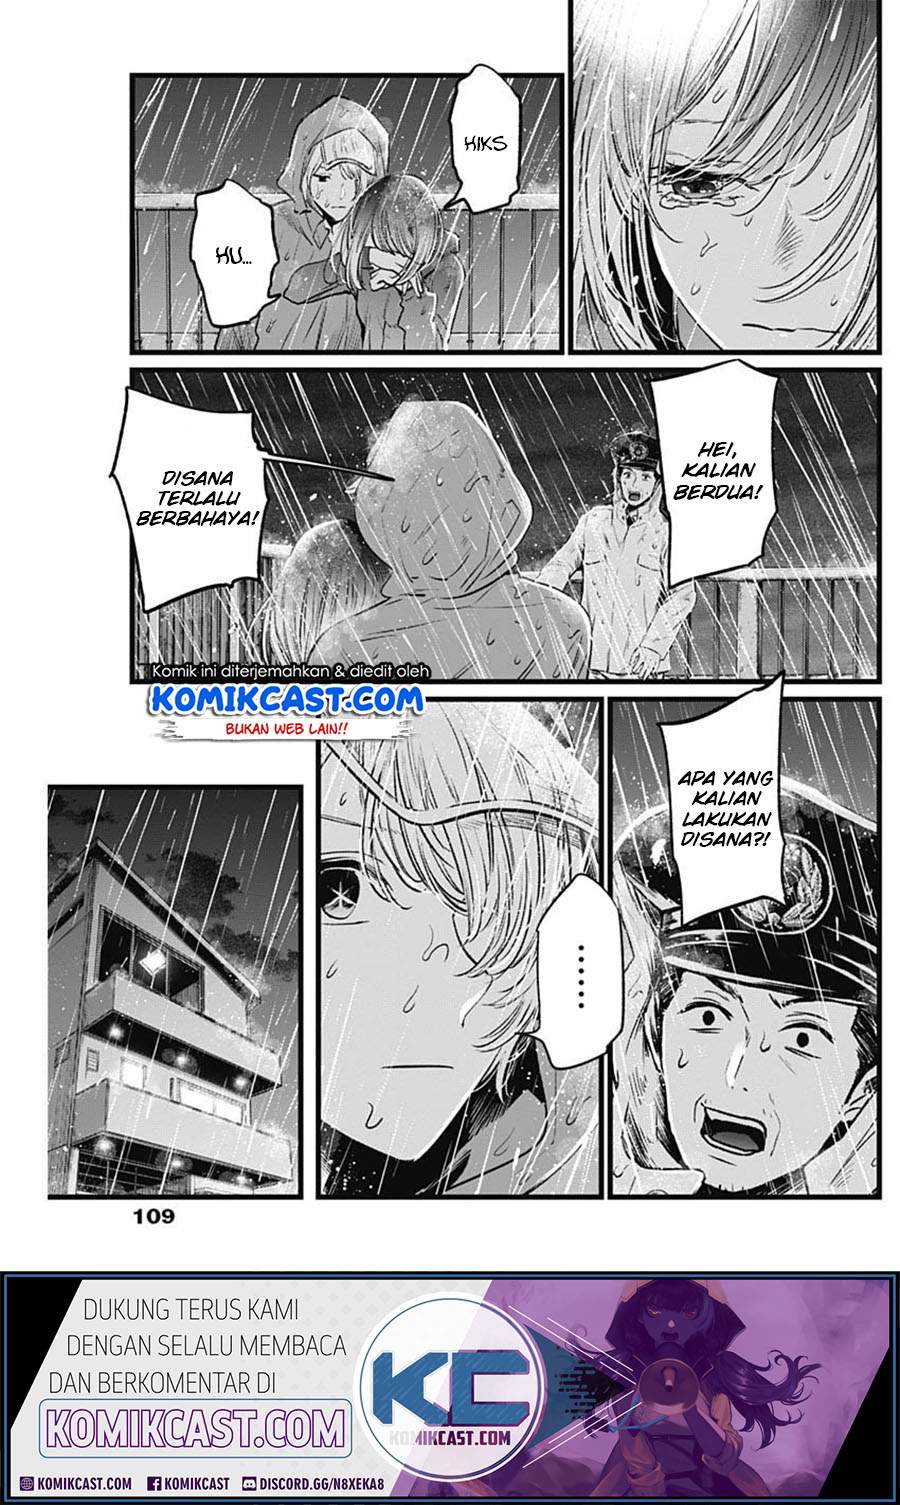 HIKS
HU...
HEI,
KALIAN
BERDUA!
DISANA
TERLALU
BERBAHAYA!
Komik ini diterjemahkan & diedit oleh
KOMIKCAST.COM
BUKAN WEB LAIN!!
APA YANG
KALIAN
LAKUKAN
DISANA?!
........
109
DUKUNG TERUS KAMI
DENGAN SELALU MEMBACA
DAN BERKOMENTAR DI
KOMIKCAST.COM
KOMIKCAST.COM KOMIKCAST DISCORD.GG/N8XEKA8
KC
KOMIKCAST.COM